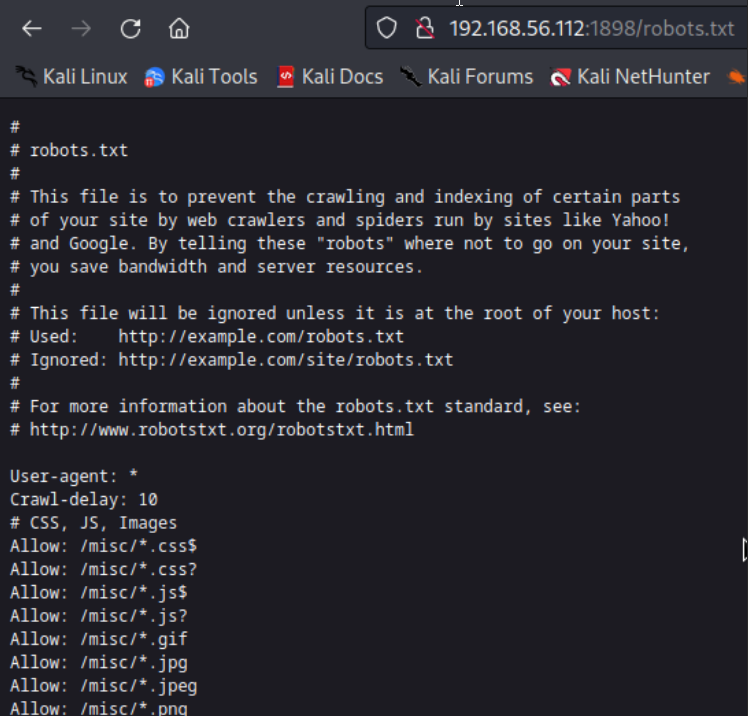 192.168.56.112:1898/robots.txt
Kali Linux Kali Tools Kali Docs Kali Forums Kali NetHunter
#
# robots.txt
#
# This file is to prevent the crawling and indexing of certain parts
# of your site by web crawlers and spiders run by sites like Yahoo!
# and Google. By telling these "robots" where not to go on your site,
# you save bandwidth and server resources.
#
# This file will be ignored unless it is at the root of your host:
# Used:    http://example.com/robots.txt
# Ignored: http://example.com/site/robots.txt
#
# For more information about the robots.txt standard, see:
# http://www.robotstxt.org/robotstxt.html
User-agent: *
Crawl-delay: 10
# CSS, JS, Images
Allow: /misc/*.css$
Allow: /misc/*.css?
Allow: /misc/*.js$
Allow: /misc/*.js?
Allow: /misc/*.gif
Allow: /misc/*.jpg
Allow: /misc/*.jpeg
Allow: /misc/*.png